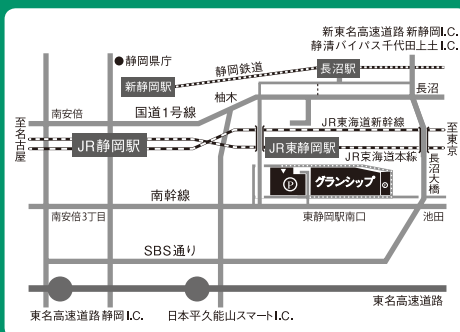 新東名高速道路 新静岡I.C.
静清バイパス千代田上土I.C.
静岡県庁
静岡鉄道
長沼駅
新静岡駅
柚木
長沼
南安倍
国道1号線
JR東海道新幹線
至名古屋
JR静岡駅
JR東静岡駅
至東京
JR東海道本線
長沼大橋
P
グランシップ
南幹線
南安倍3丁目
東静岡駅南口
池田
SBS通り
東名高速道路
東名高速道路 静岡I.C.
日本平久能山スマートI.C.